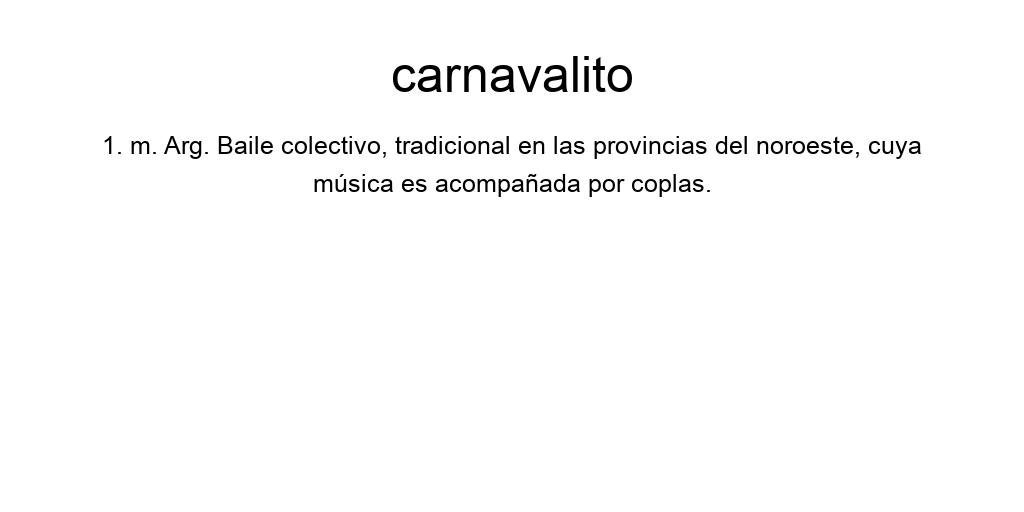 carnavalito
1. m. Arg. Baile colectivo, tradicional en las provincias del noroeste, cuya
música es acompañada por coplas.